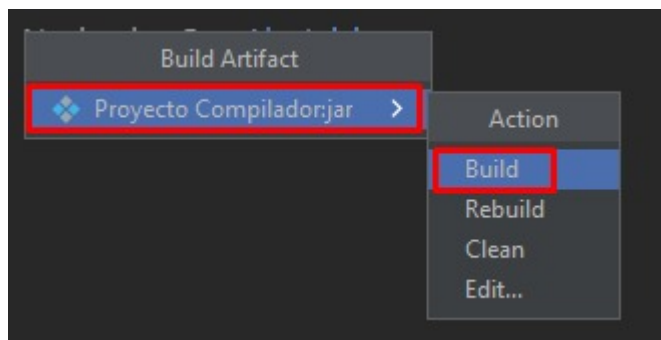 Build Artifact
Proyecto Compilador:jar
Action
Build
Rebuild
Clean
Edit...